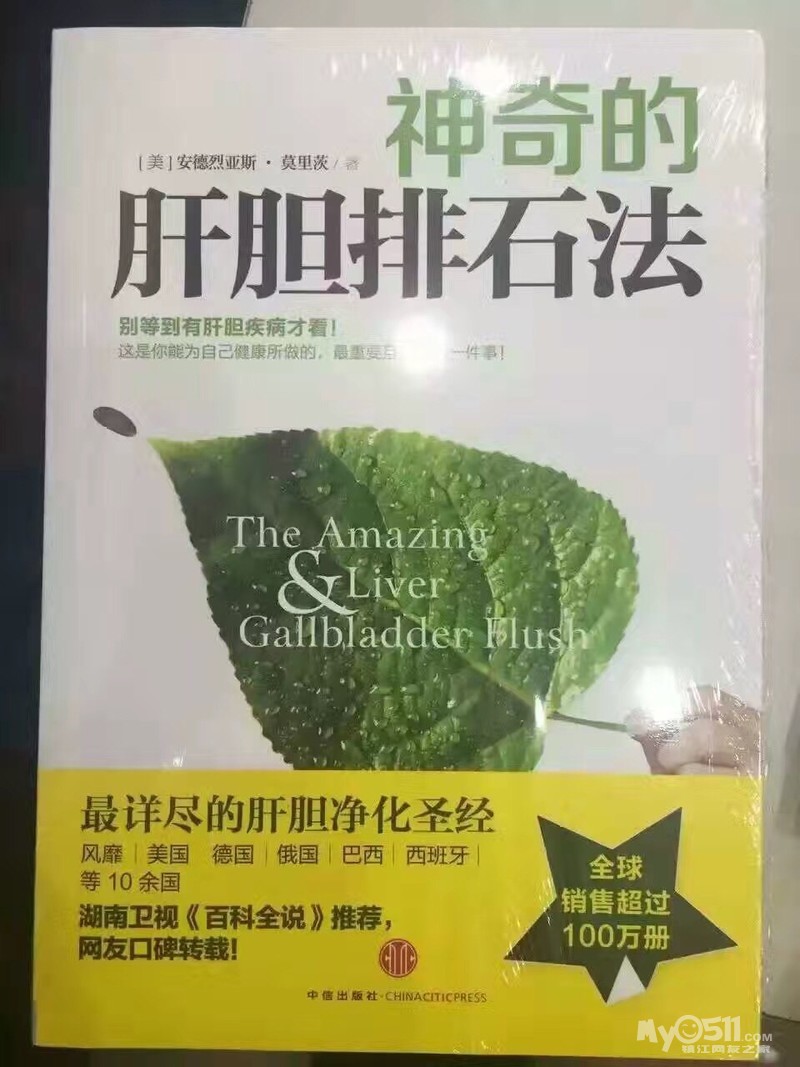 神奇的
[美]安德烈亚斯·莫里茨/著
肝胆排石法
别等到有肝胆疾病才看！
这是你能为自己健康所做的，最重要且 一件事！
The Amazing
& Liver
Gallbladder Flush
最详尽的肝胆净化圣经
风靡｜美国 德国｜俄国｜巴西｜西班牙｜
等10余国
湖南卫视《百科全说》推荐，
网友口碑转载！
全球
销售超过
100万册
中信出版社·CHINACITICPRESS
My0511.COM
镇江网友之家